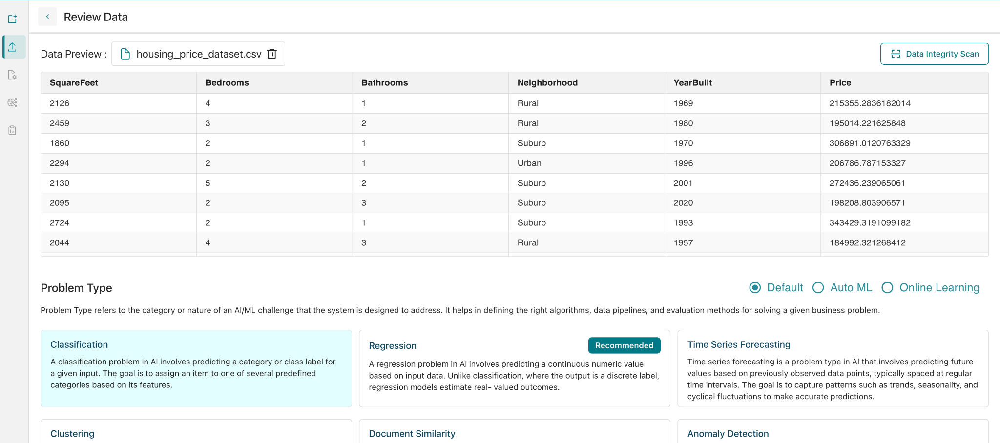 Review Data
Data Preview : housing_price_dataset.csv
Data Integrity Scan
SquareFeet Bedrooms Bathrooms Neighborhood YearBuilt Price
2126 4 1 Rural 1969 215355.2836182014
2459 3 2 Rural 1980 195014.221625848
1860 2 1 Suburb 1970 306891.0120763329
2294 2 1 Urban 1996 206786.787153327
2130 5 2 Suburb 2001 272436.239065061
2095 2 3 Suburb 2020 198208.803906571
2724 2 1 Suburb 1993 343429.3191099182
2044 4 3 Rural 1957 184992.321268412
Problem Type
Default Auto ML Online Learning
Problem Type refers to the category or nature of an AI/ML challenge that the system is designed to address. It helps in defining the right algorithms, data pipelines, and evaluation methods for solving a given business problem.
Classification
A classification problem in AI involves predicting a category or class label for
a given input. The goal is to assign an item to one of several predefined
categories based on its features.
Regression
Recommended
A regression problem in AI involves predicting a continuous numeric value
based on input data. Unlike classification, where the output is a discrete label,
regression models estimate real- valued outcomes.
Time Series Forecasting
Time series forecasting is a problem type in AI that involves predicting future
values based on previously observed data points, typically spaced at regular
time intervals. The goal is to capture patterns such as trends, seasonality, and
cyclical fluctuations to make accurate predictions.
Clustering
Document Similarity
Anomaly Detection